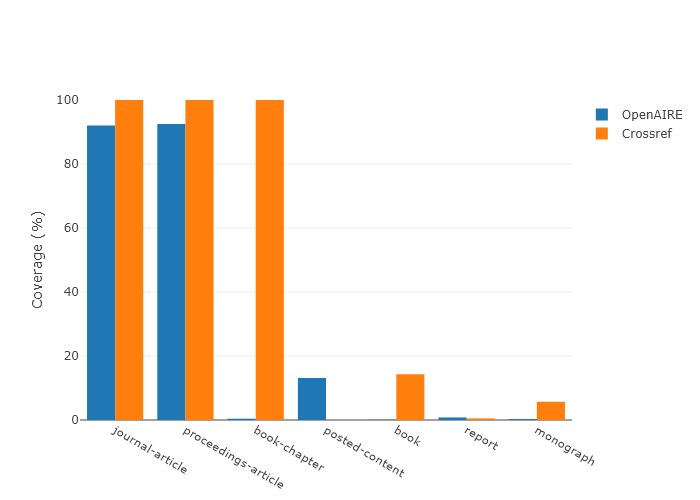 100
80
60
40
20
0
Coverage (%)
journal-article
proceedings-article
book-chapter
posted-content
book
report
monograph
OpenAIRE
Crossref